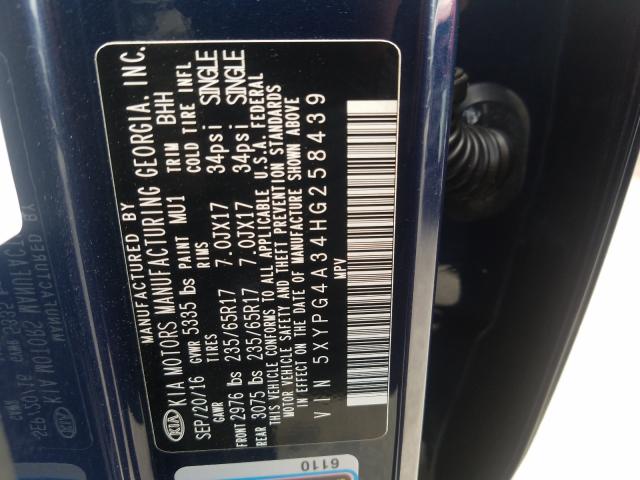 MANUFACTURED BY
KIA KIA MOTORS MANUFACTURING GEORGIA, INC.
SEP/20/16 GVWR 5335 lbs PAINT MU1 TRIM BHH
GAWR TIRES RIMS COLD TIRE INFL
FRONT 2976 lbs 235/65R17 7.0JX17 34psi SINGLE
REAR 3075 lbs 235/65R17 7.0JX17 34psi SINGLE
THIS VEHICLE CONFORMS TO ALL APPLICABLE U.S.A. FEDERAL
MOTOR VEHICLE SAFETY AND THEFT PREVENTION STANDARDS
IN EFFECT ON THE DATE OF MANUFACTURE SHOWN ABOVE
VIN 5XYPG4A34HG258439
MPV
6110